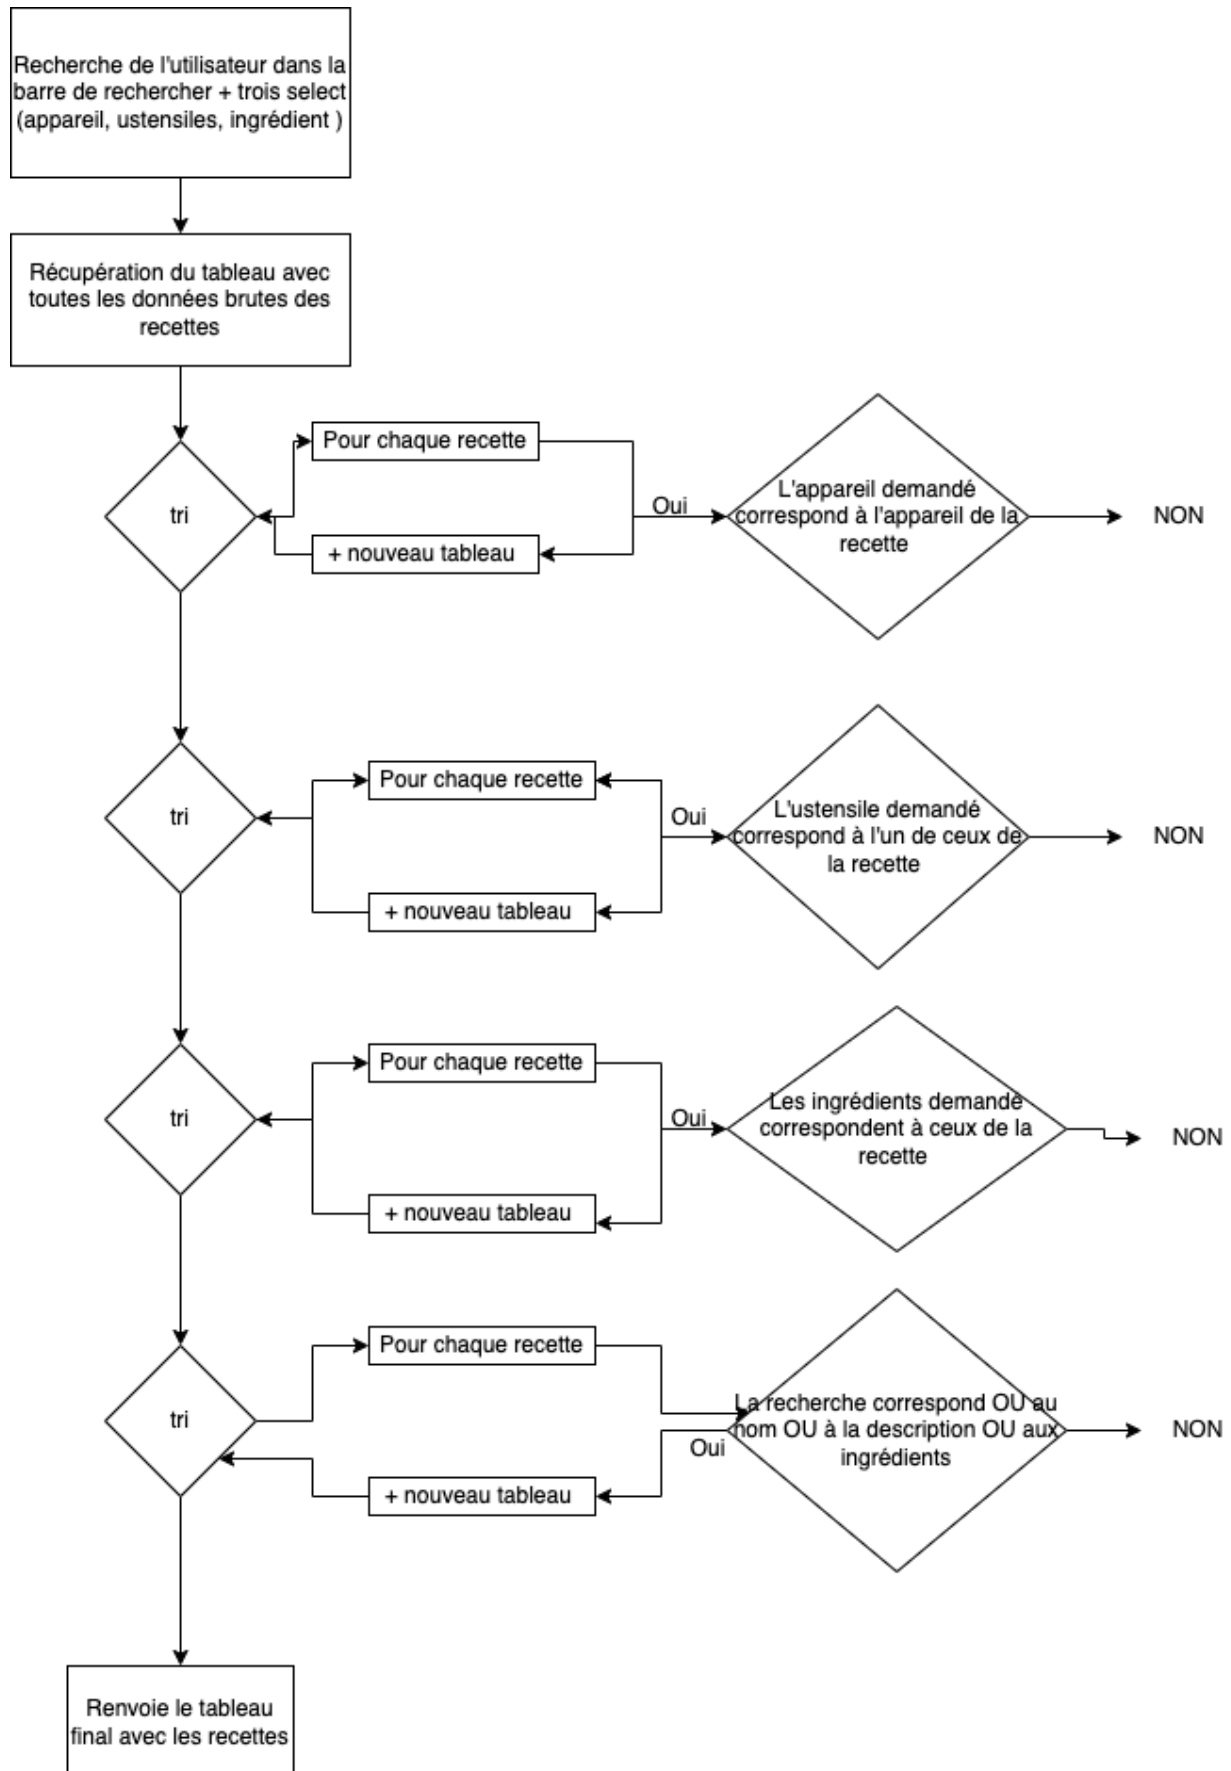 Recherche de l'utilisateur dans la
barre de rechercher + trois select
(appareil, ustensiles, ingrédient )
Récupération du tableau avec
toutes les données brutes des
recettes
Pour chaque recette
tri
+ nouveau tableau
Oui
L'appareil demandé
correspond à l'appareil de la
recette
NON
Pour chaque recette
tri
+ nouveau tableau
Oui
L'ustensile demandé
correspond à l'un de ceux de
la recette
NON
Pour chaque recette
tri
+ nouveau tableau
Oui
Les ingrédients demandé
correspondent à ceux de la
recette
NON
Pour chaque recette
tri
+ nouveau tableau
Oui
La recherche correspond OU au
nom OU à la description OU aux
ingrédients
NON
Renvoie le tableau
final avec les recettes